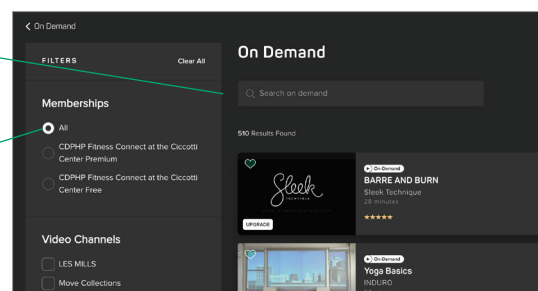 On Demand
FILTERS
Clear All
Memberships
All
CDPHP Fitness Connect at the Ciccotti
Center Premium
CDPHP Fitness Connect at the Ciccotti
Center Free
Video Channels
LES MILLS
Move Collections
On Demand
Search on demand
510 Results Found
Sleek
TECHNIQUE
UPGRADE
On-Demand
BARRE AND BURN
Sleek Technique
28 minutes
On-Demand
Yoga Basics
INDURO